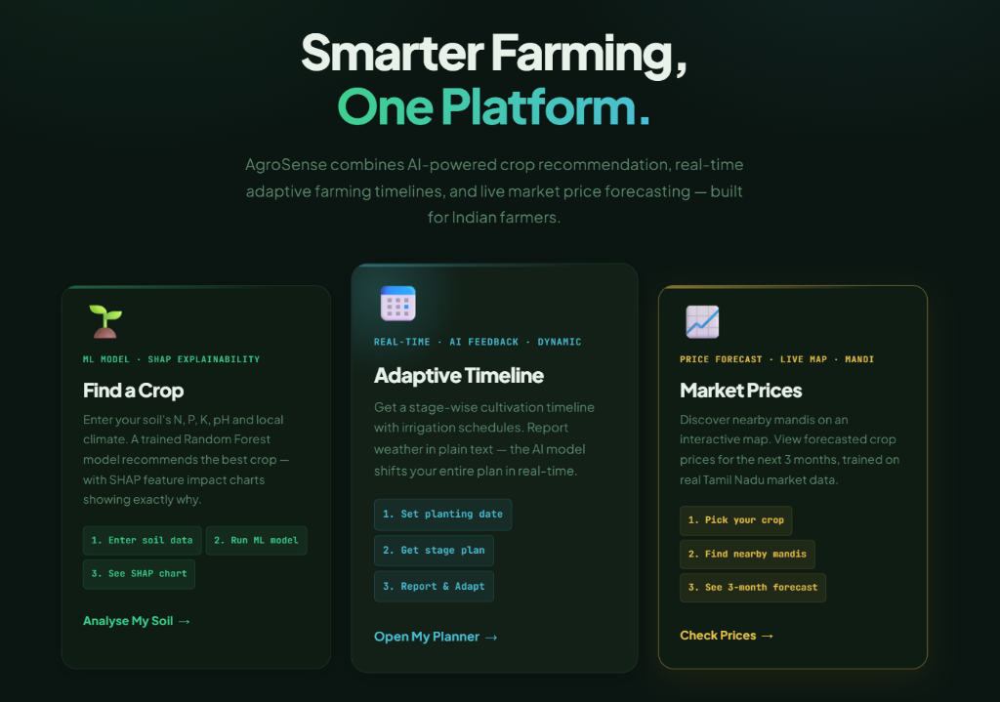 Smarter Farming,
One Platform.
AgroSense combines AI-powered crop recommendation, real-time
adaptive farming timelines, and live market price forecasting — built
for Indian farmers.
ML MODEL · SHAP EXPLAINABILITY
Find a Crop
Enter your soil's N, P, K, pH and local
climate. A trained Random Forest
model recommends the best crop —
with SHAP feature impact charts
showing exactly why.
1. Enter soil data
2. Run ML model
3. See SHAP chart
Analyse My Soil →
REAL-TIME · AI FEEDBACK · DYNAMIC
Adaptive Timeline
Get a stage-wise cultivation timeline
with irrigation schedules. Report
weather in plain text — the AI model
shifts your entire plan in real-time.
1. Set planting date
2. Get stage plan
3. Report & Adapt
Open My Planner →
PRICE FORECAST · LIVE MAP · MANDI
Market Prices
Discover nearby mandis on an
interactive map. View forecasted crop
prices for the next 3 months, trained on
real Tamil Nadu market data.
1. Pick your crop
2. Find nearby mandis
3. See 3-month forecast
Check Prices →